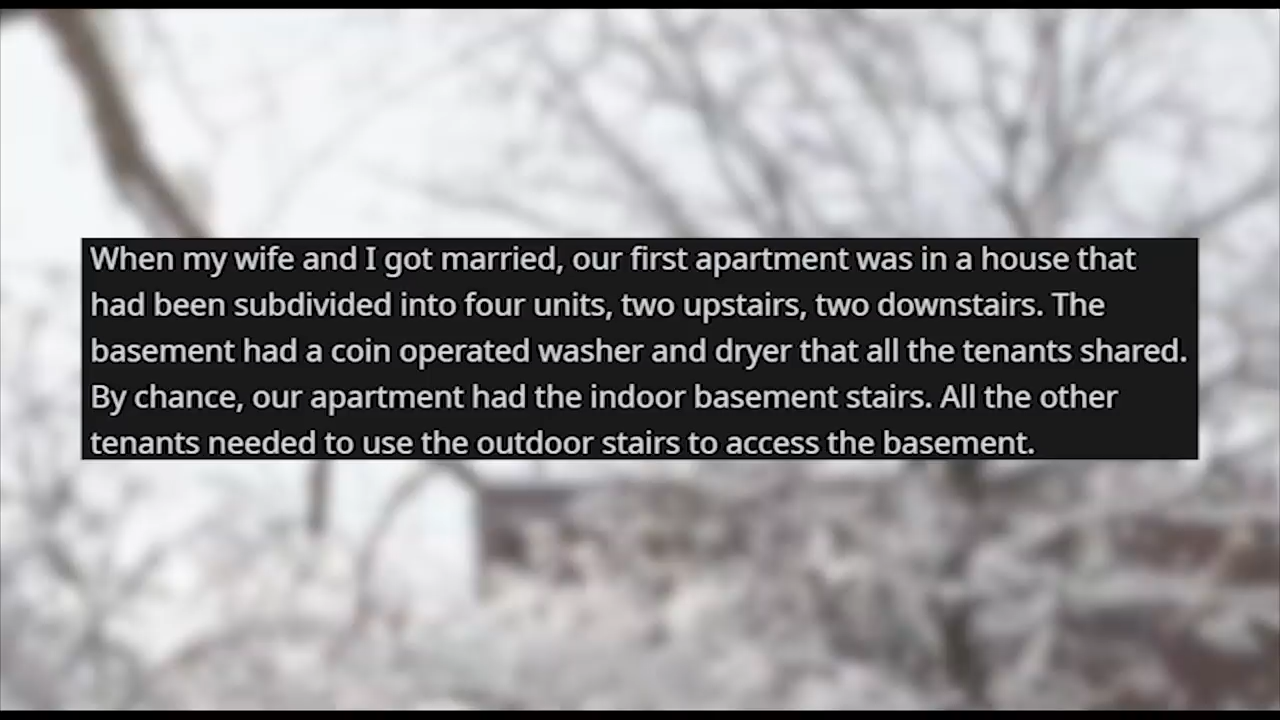 When my wife and I got married, our first apartment was in a house that
had been subdivided into four units, two upstairs, two downstairs. The
basement had a coin operated washer and dryer that all the tenants shared.
By chance, our apartment had the indoor basement stairs. All the other
tenants needed to use the outdoor stairs to access the basement.